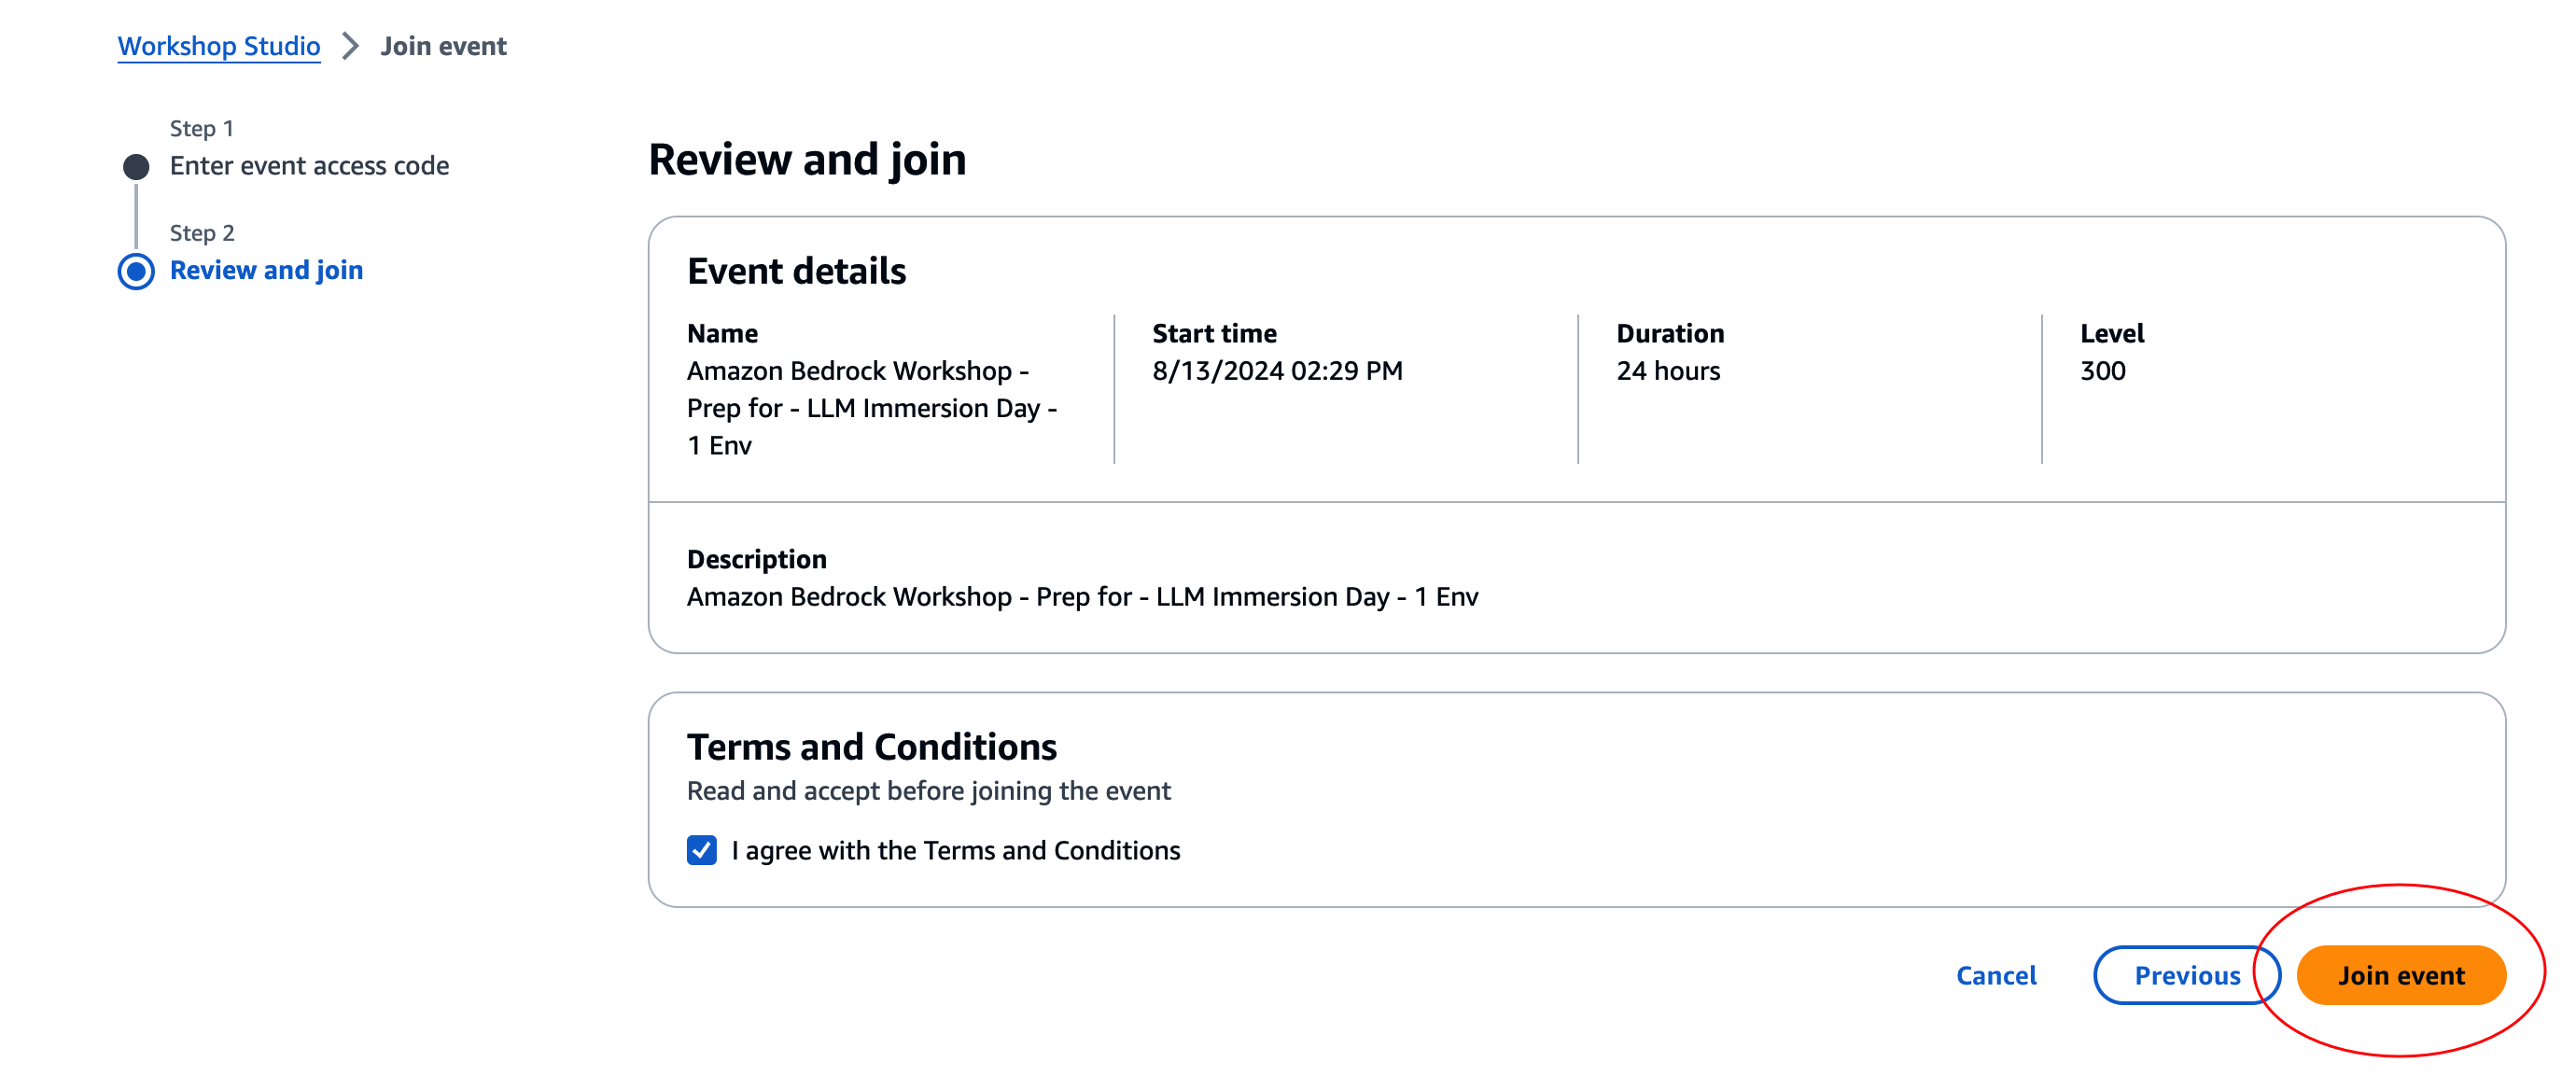 Workshop Studio > Join event
Step 1
Enter event access code
Step 2
Review and join
Review and join
Event details
Name
Amazon Bedrock Workshop -
Prep for - LLM Immersion Day -
1 Env
Start time
8/13/2024 02:29 PM
Duration
24 hours
Level
300
Description
Amazon Bedrock Workshop - Prep for - LLM Immersion Day - 1 Env
Terms and Conditions
Read and accept before joining the event
I agree with the Terms and Conditions
Cancel
Previous
Join event